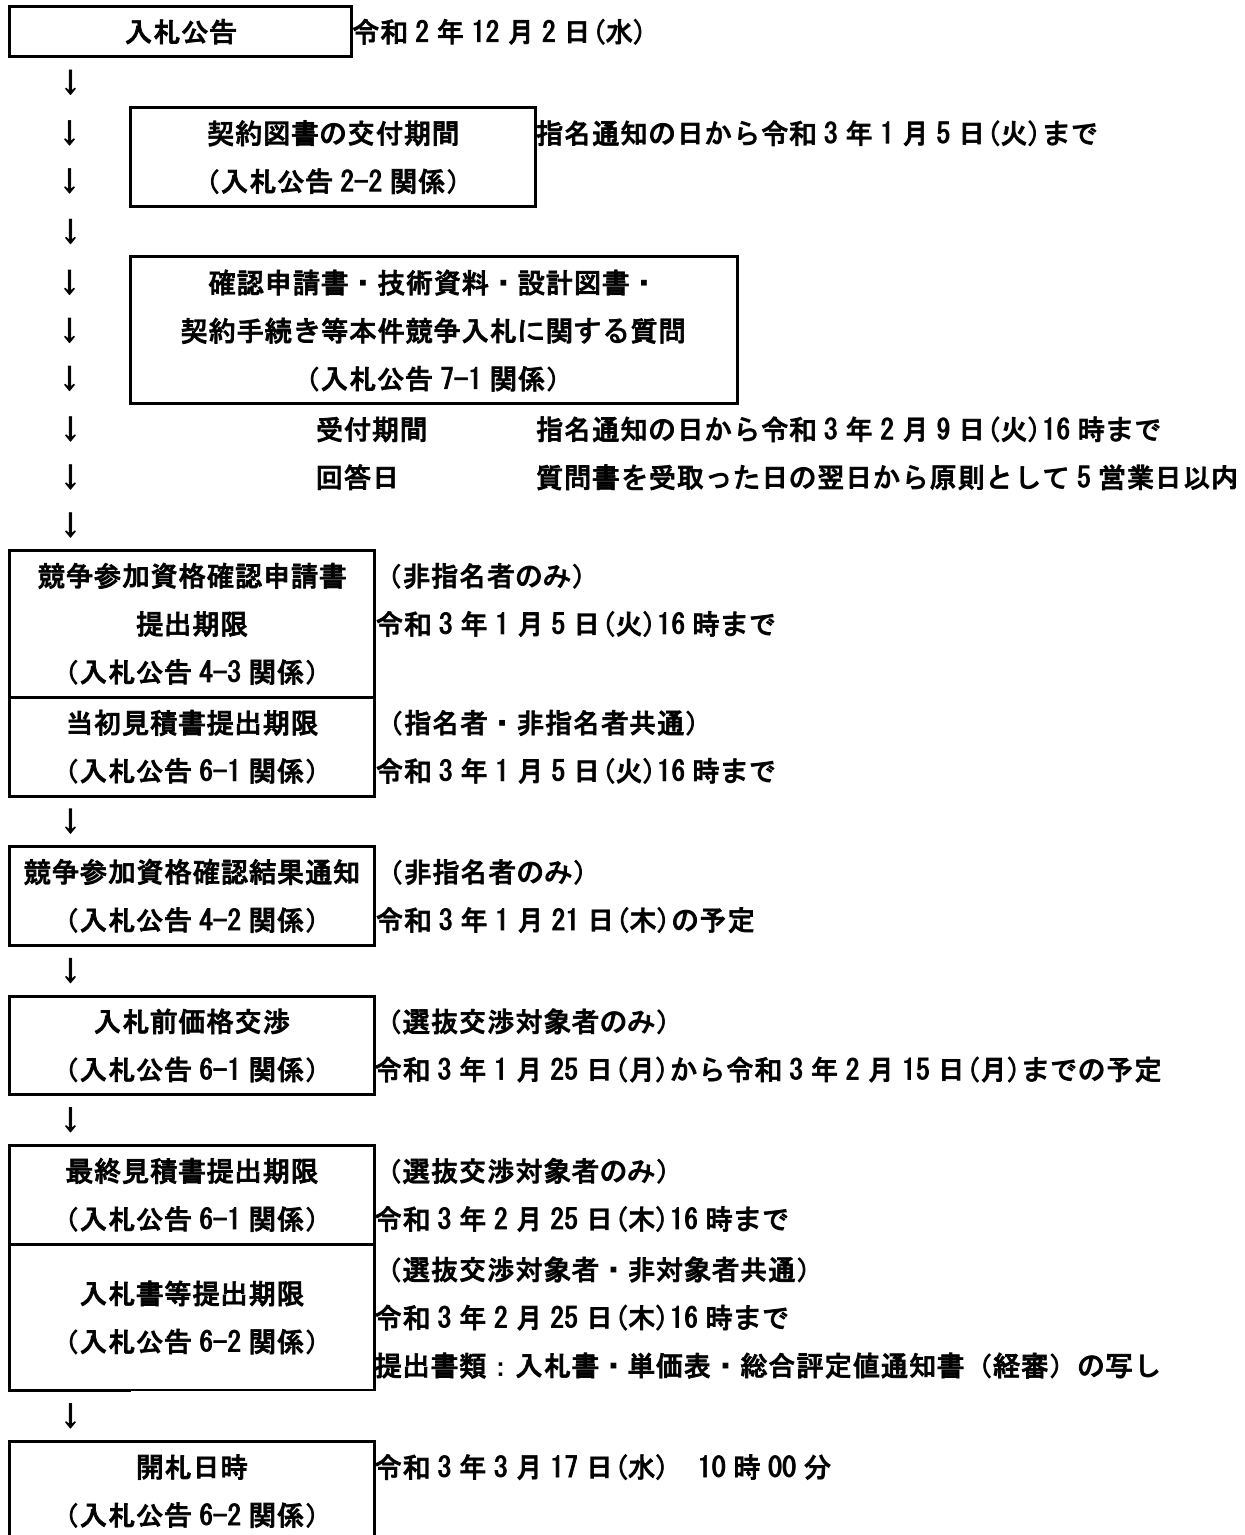 入札公告 令和2年12月2日(水)
↓
↓ 契約図書の交付期間 指名通知の日から令和3年1月5日(火)まで
↓ (入札公告2-2関係)
↓
↓ 確認申請書・技術資料・設計図書・
↓ 契約手続き等本件競争入札に関する質問
↓ (入札公告7-1関係)
↓ 受付期間 指名通知の日から令和3年2月9日(火)16時まで
↓ 回答日 質問書を受取った日の翌日から原則として5営業日以内
↓
競争参加資格確認申請書 (非指名者のみ)
提出期限 令和3年1月5日(火)16時まで
(入札公告4-3関係)
当初見積書提出期限 (指名者・非指名者共通)
(入札公告6-1関係) 令和3年1月5日(火)16時まで
↓
競争参加資格確認結果通知 (非指名者のみ)
(入札公告4-2関係) 令和3年1月21日(木)の予定
↓
入札前価格交渉 (選抜交渉対象者のみ)
(入札公告6-1関係) 令和3年1月25日(月)から令和3年2月15日(月)までの予定
↓
最終見積書提出期限 (選抜交渉対象者のみ)
(入札公告6-1関係) 令和3年2月25日(木)16時まで
(選抜交渉対象者・非対象者共通)
入札書等提出期限
令和3年2月25日(木)16時まで
(入札公告6-2関係)
提出書類：入札書・単価表・総合評定値通知書（経審）の写し
↓
開札日時 令和3年3月17日(水) 10時00分
(入札公告6-2関係)